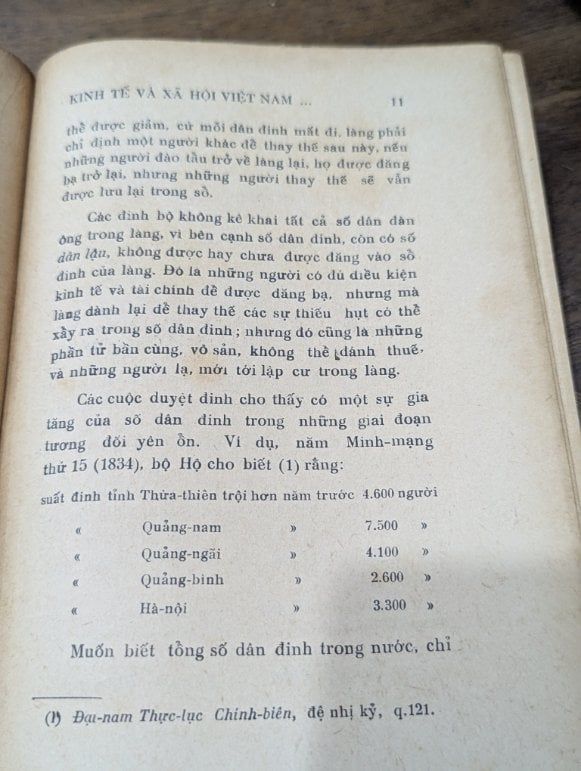 KINH TẾ VÀ XÃ HỘI VIỆT NAM ... 11
thể được giảm, cứ mỗi dân đinh mất đi, làng phải
chỉ định một người khác để thay thế sau này, nếu
những người đào tầu trở về làng lại, họ được đăng
bạ trở lại, nhưng những người thay thế sẽ vẫn
được lưu lại trong sổ.
Các đinh bộ không kê khai tất cả số dân đàn
ông trong làng, vì bên cạnh số dân đinh, còn có số
dân lậu, không được hay chưa được đăng vào sổ
đinh của làng. Đó là những người có đủ điều kiện
kinh tế và tài chính để được đăng bạ, nhưng mà
làng dành lại để thay thế các sự thiếu hụt có thể
xẩy ra trong số dân đinh ; nhưng đó cũng là những
phần tử bần cùng, vô sản, không thể đánh thuế,
và những người lạ, mới tới lập cư trong làng.
Các cuộc duyệt đinh cho thấy có một sự gia
tăng của số dân đinh trong những giai đoạn
tương đối yên ổn. Ví dụ, năm Minh-mạng
thứ 15 (1834), bộ Hộ cho biết (1) rằng:
suất đinh tỉnh Thừa-thiên trội hơn năm trước 4.600 người
« Quảng-nam » 7.500 »
« Quảng-ngãi » 4.100 »
« Quảng-bình » 2.600 »
« Hà-nội » 3.300 »
Muốn biết tổng số dân đinh trong nước, chỉ
(1) Đại-nam Thực-lục Chính-biên, đệ nhị kỷ, q.121.